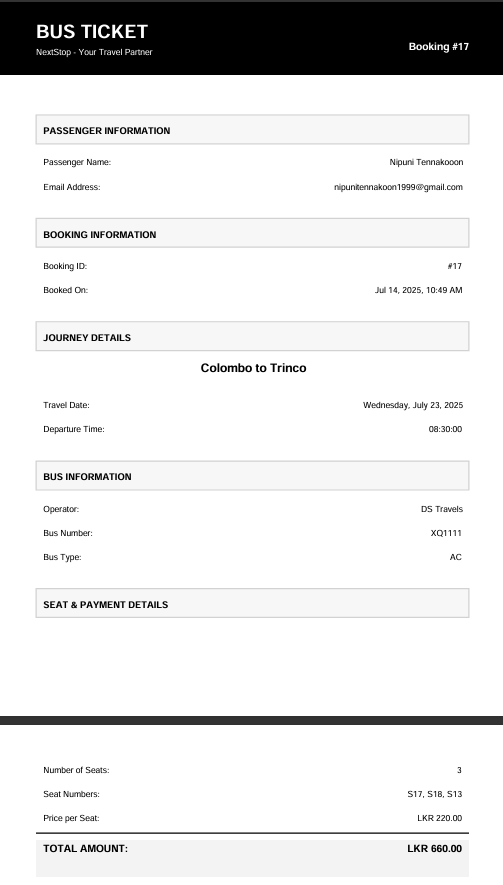 BUS TICKET
NextStop - Your Travel Partner
Booking #17
PASSENGER INFORMATION
Passenger Name: Nipuni Tennakooon
Email Address: nipunitennakoon1999@gmail.com
BOOKING INFORMATION
Booking ID: #17
Booked On: Jul 14, 2025, 10:49 AM
JOURNEY DETAILS
Colombo to Trinco
Travel Date: Wednesday, July 23, 2025
Departure Time: 08:30:00
BUS INFORMATION
Operator: DS Travels
Bus Number: XQ1111
Bus Type: AC
SEAT & PAYMENT DETAILS
Number of Seats: 3
Seat Numbers: S17, S18, S13
Price per Seat: LKR 220.00
TOTAL AMOUNT: LKR 660.00